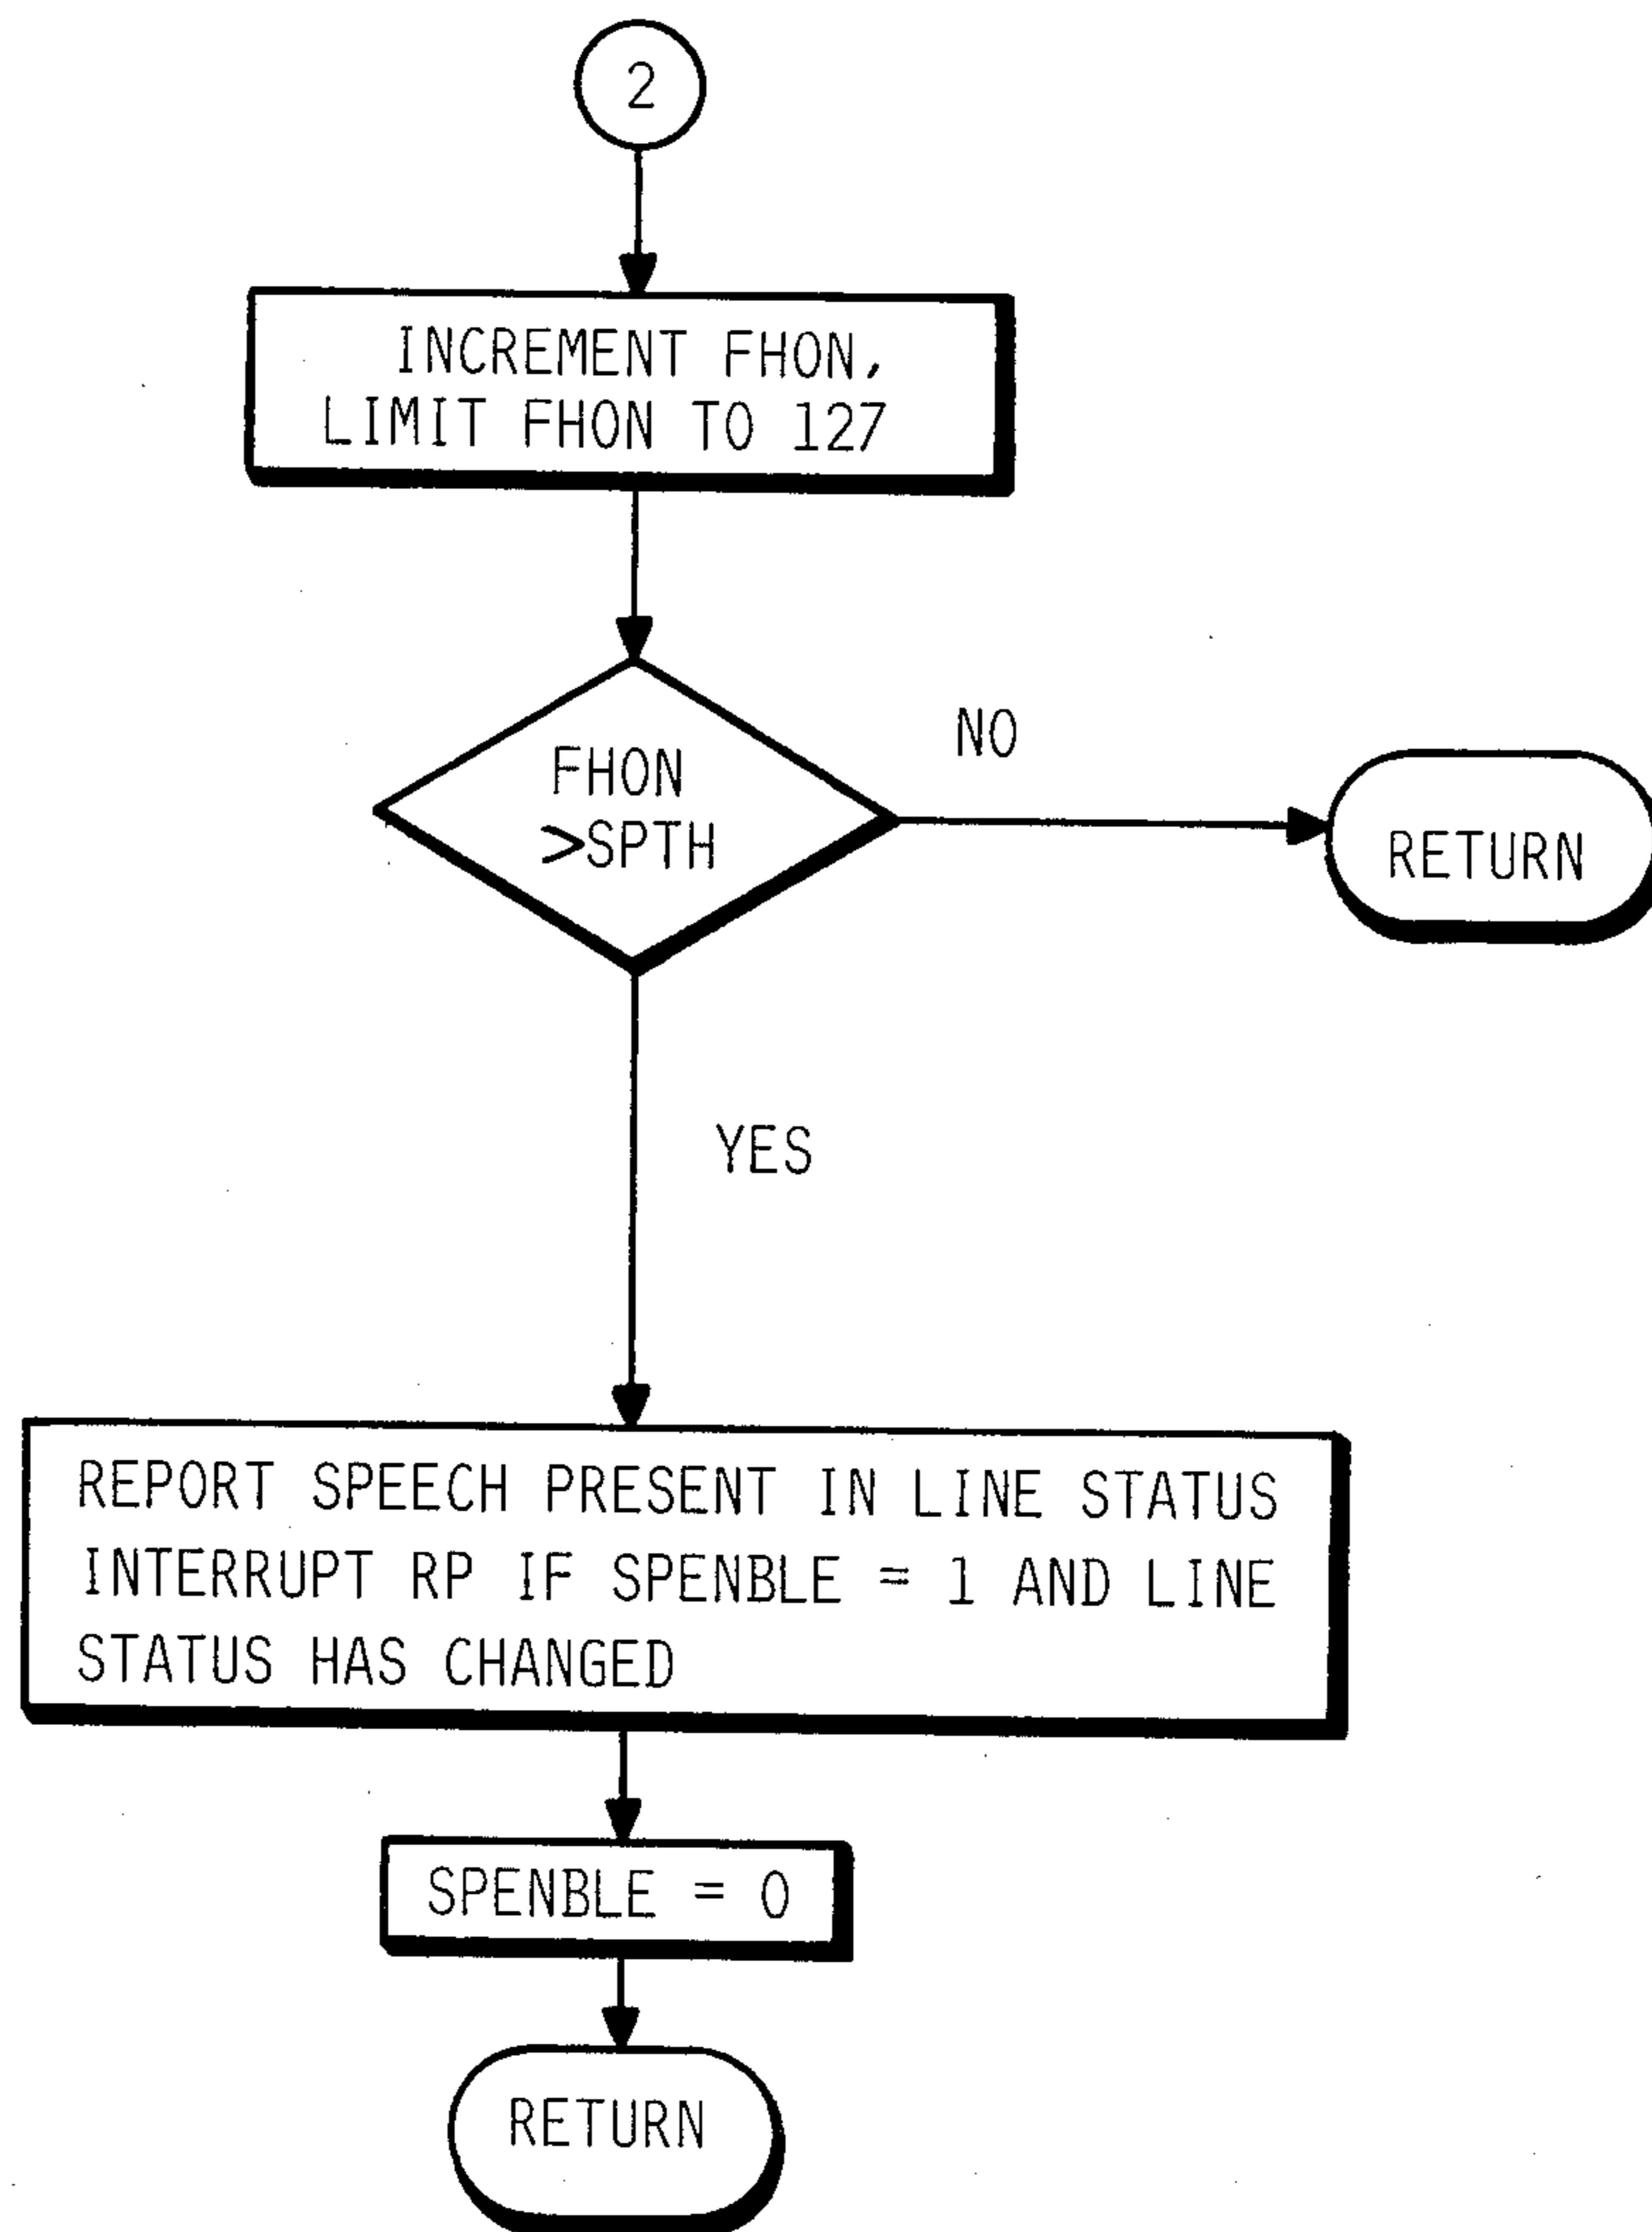 2
INCREMENT FHON,
LIMIT FHON TO 127
FHON
>SPTH
NO
RETURN
YES
REPORT SPEECH PRESENT IN LINE STATUS
INTERRUPT RP IF SPENBLE = 1 AND LINE
STATUS HAS CHANGED
SPENBLE = 0
RETURN